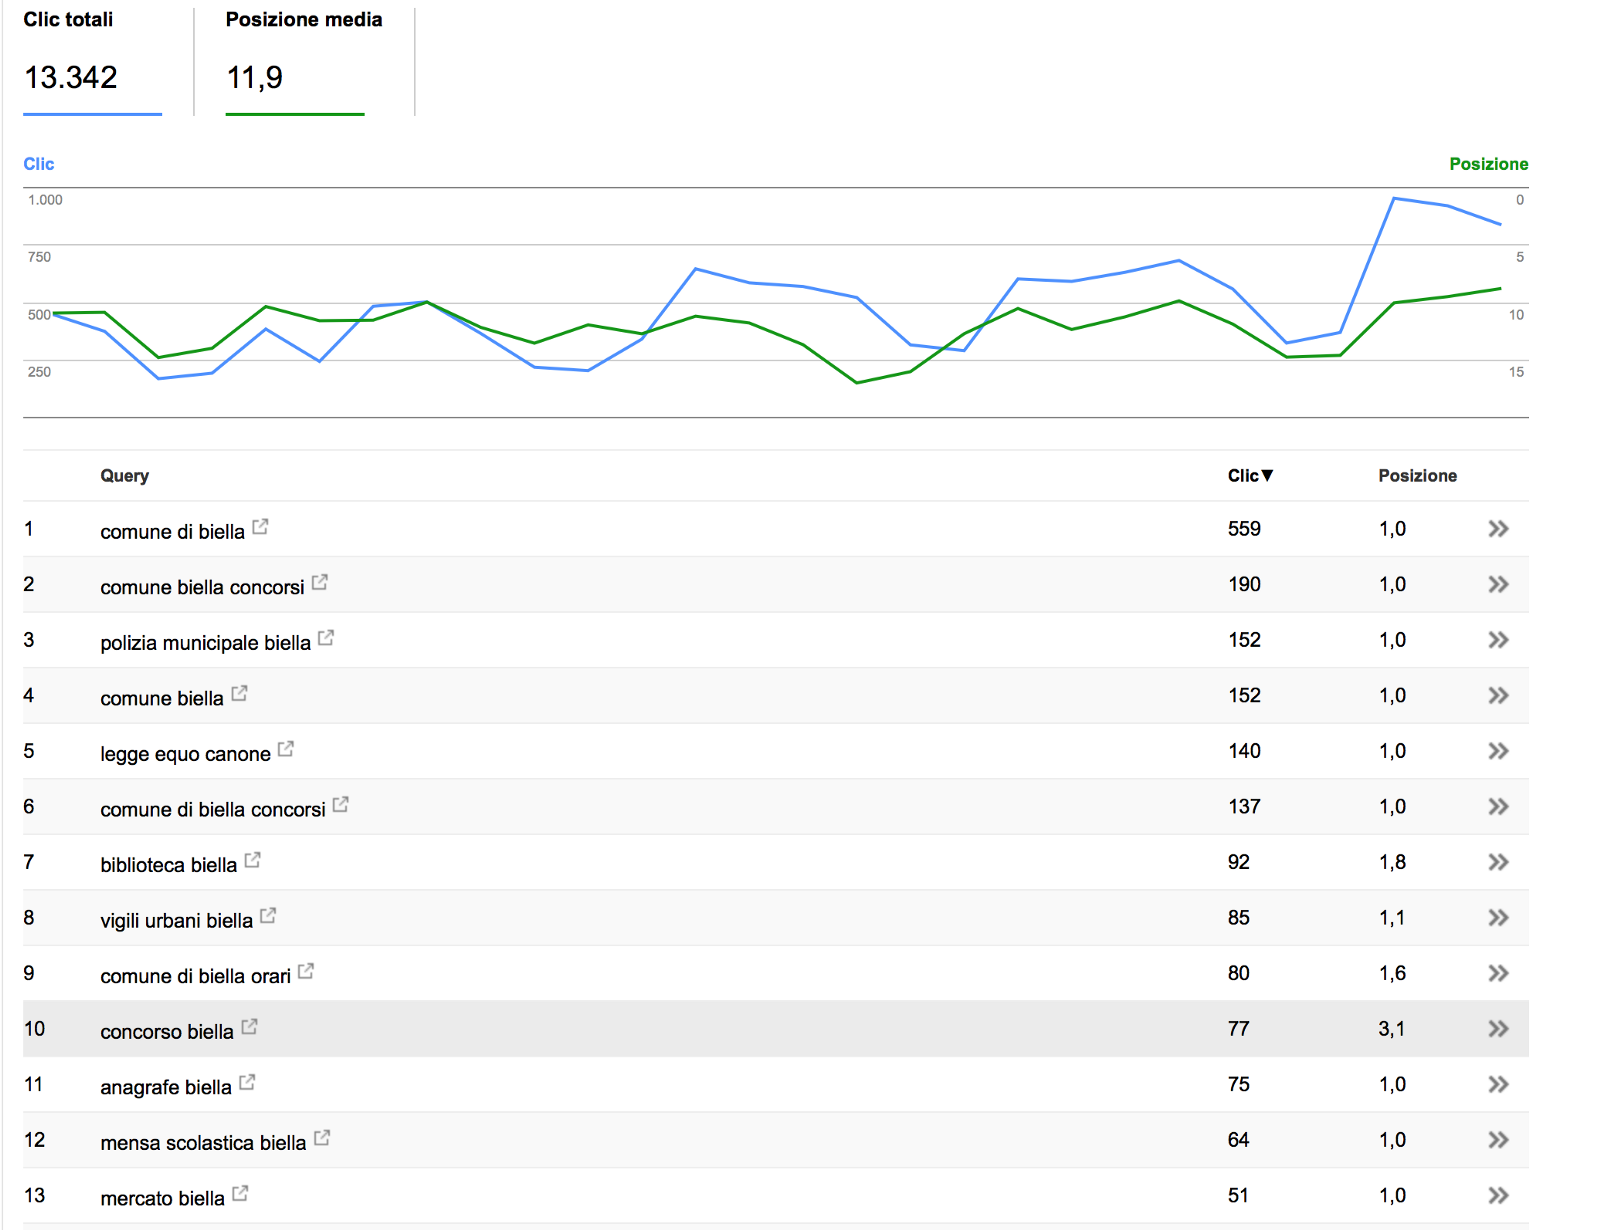 Clic totali Posizione media
13.342 11,9
Clic Posizione
1.000 0
750 5
500 10
250 15
Query Clic▼ Posizione
1 comune di biella 559 1,0
2 comune biella concorsi 190 1,0
3 polizia municipale biella 152 1,0
4 comune biella 152 1,0
5 legge equo canone 140 1,0
6 comune di biella concorsi 137 1,0
7 biblioteca biella 92 1,8
8 vigili urbani biella 85 1,1
9 comune di biella orari 80 1,6
10 concorso biella 77 3,1
11 anagrafe biella 75 1,0
12 mensa scolastica biella 64 1,0
13 mercato biella 51 1,0